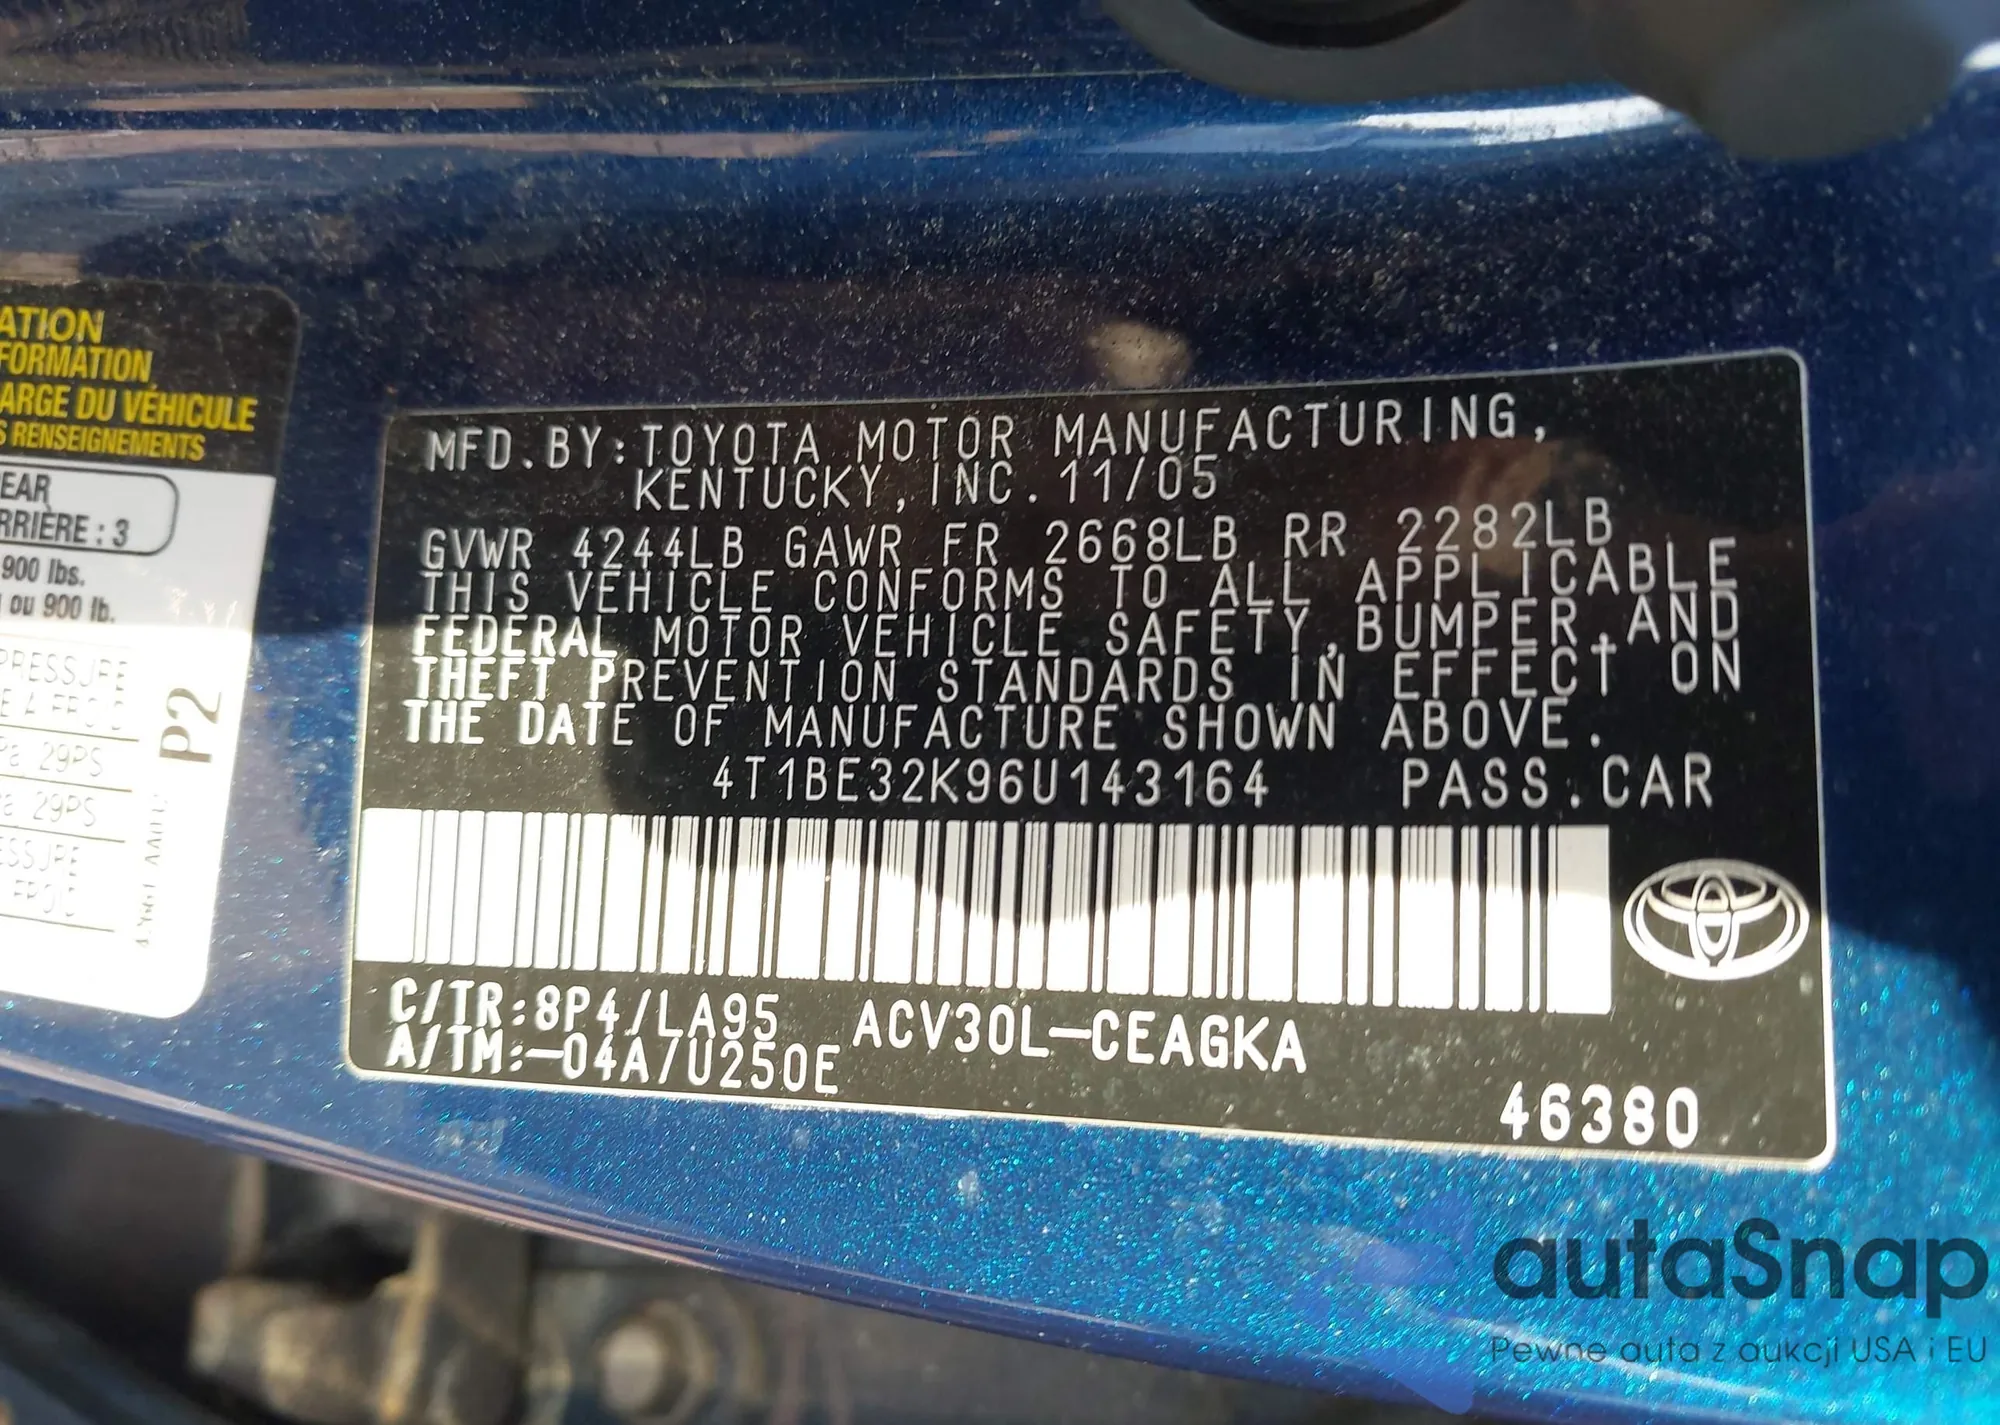 ATION
FORMATION
ARGE DU VÉHICULE
S RENSEIGNEMENTS
EAR
RRIÈRE : 3
900 lbs.
ou 900 lb.
PRESSURE
29PS
29PS
P2
MFD.BY:TOYOTA MOTOR MANUFACTURING,
KENTUCKY,INC.11/05
GVWR 4244LB GAWR FR 2668LB RR 2282LB
THIS VEHICLE CONFORMS TO ALL APPLICABLE
FEDERAL MOTOR VEHICLE SAFETY,BUMPER,AND
THEFT PREVENTION STANDARDS IN EFFECT ON
THE DATE OF MANUFACTURE SHOWN ABOVE.
4T1BE32K96U143164 PASS.CAR
C/TR:8P4/LA95 ACV30L-CEAGKA
A/TM:-04A/U250E
46380
autaSnap
Pewne auta z aukcji USA i EU